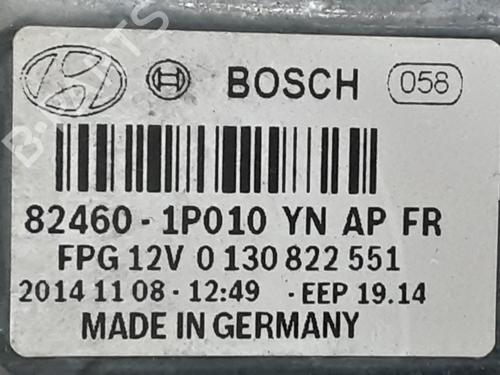 BOSCH 058
82460 - 1P010 YN AP FR
FPG 12V 0 130 822 551
2014 11 08 - 12:49 - EEP 19.14
MADE IN GERMANY